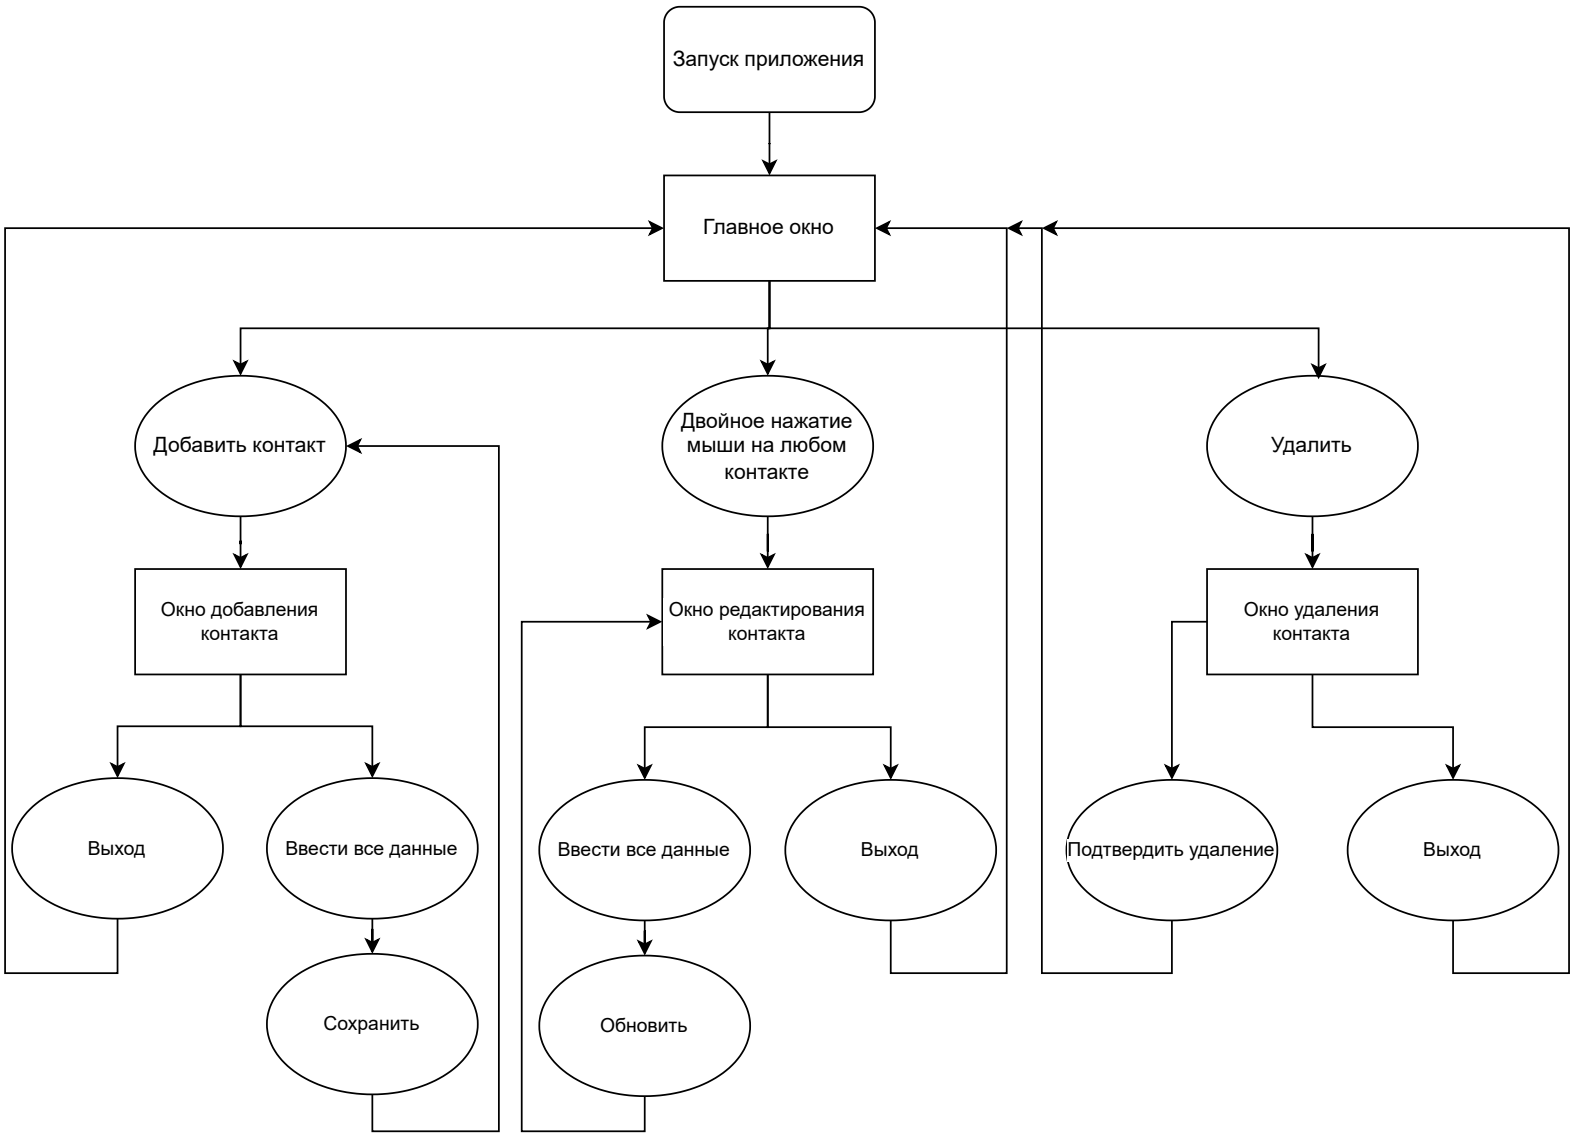 Запуск приложения
Главное окно
Добавить контакт
Двойное нажатие
мыши на любом
контакте
Удалить
Окно добавления
контакта
Окно редактирования
контакта
Окно удаления
контакта
Выход
Ввести все данные
Ввести все данные
Выход
Подтвердить удаление
Выход
Сохранить
Обновить